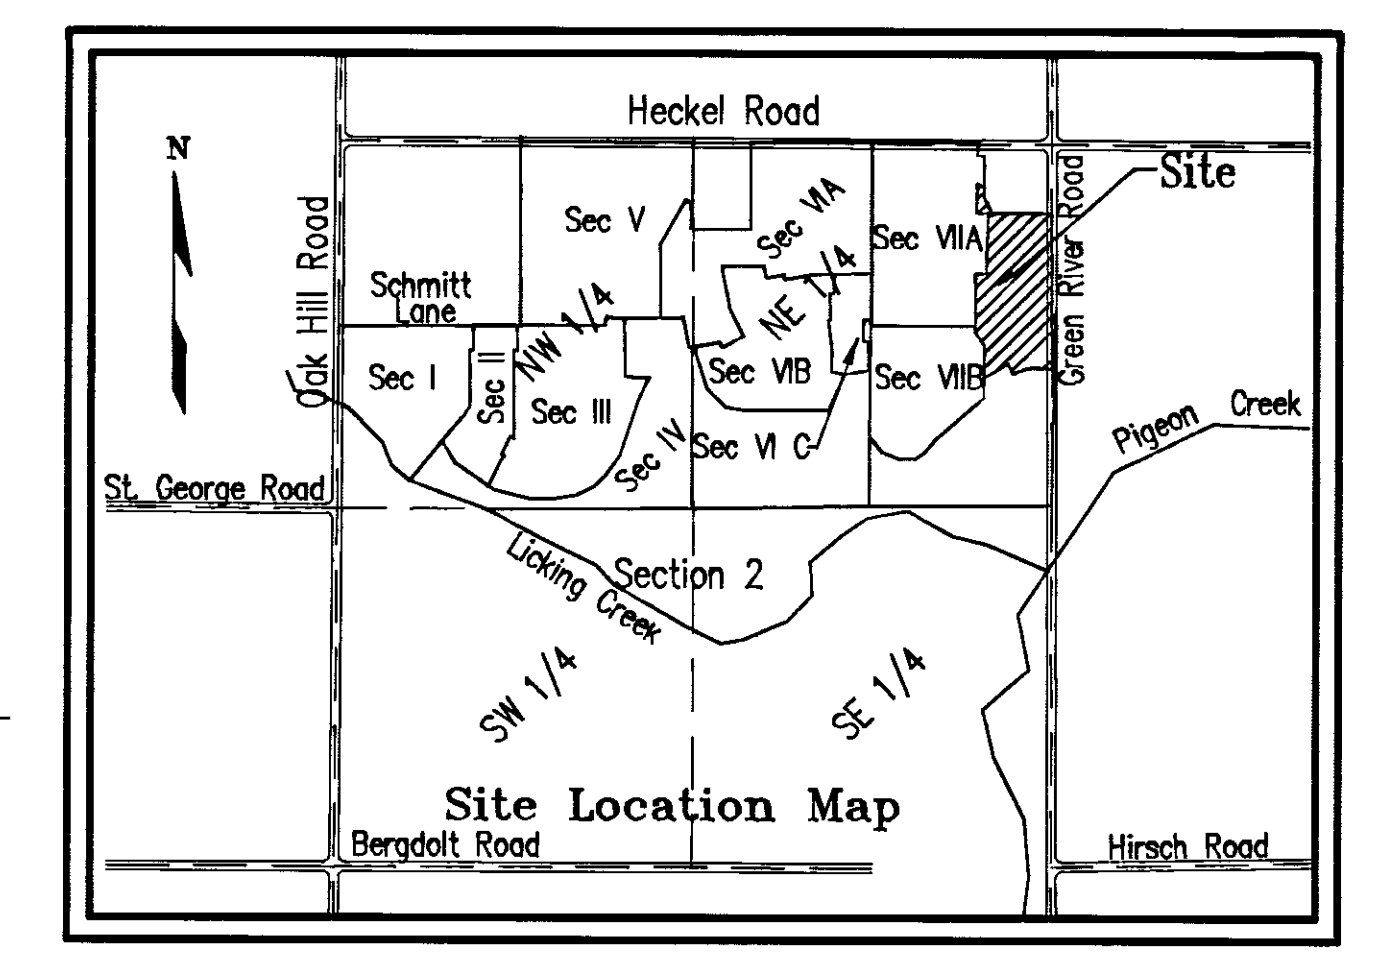 Heckel Road
N
Site
Green River Road
Oak Hill Road
Sec V
Sec VIA
Sec VIIA
Schmitt
Lane
NW 1/4
NE 1/4
Sec I
Sec II
Sec III
Sec IV
Sec VIB
Sec VIIB
Sec VI C
Pigeon Creek
St. George Road
Licking Creek
Section 2
SW 1/4
SE 1/4
Site Location Map
Bergdolt Road
Hirsch Road